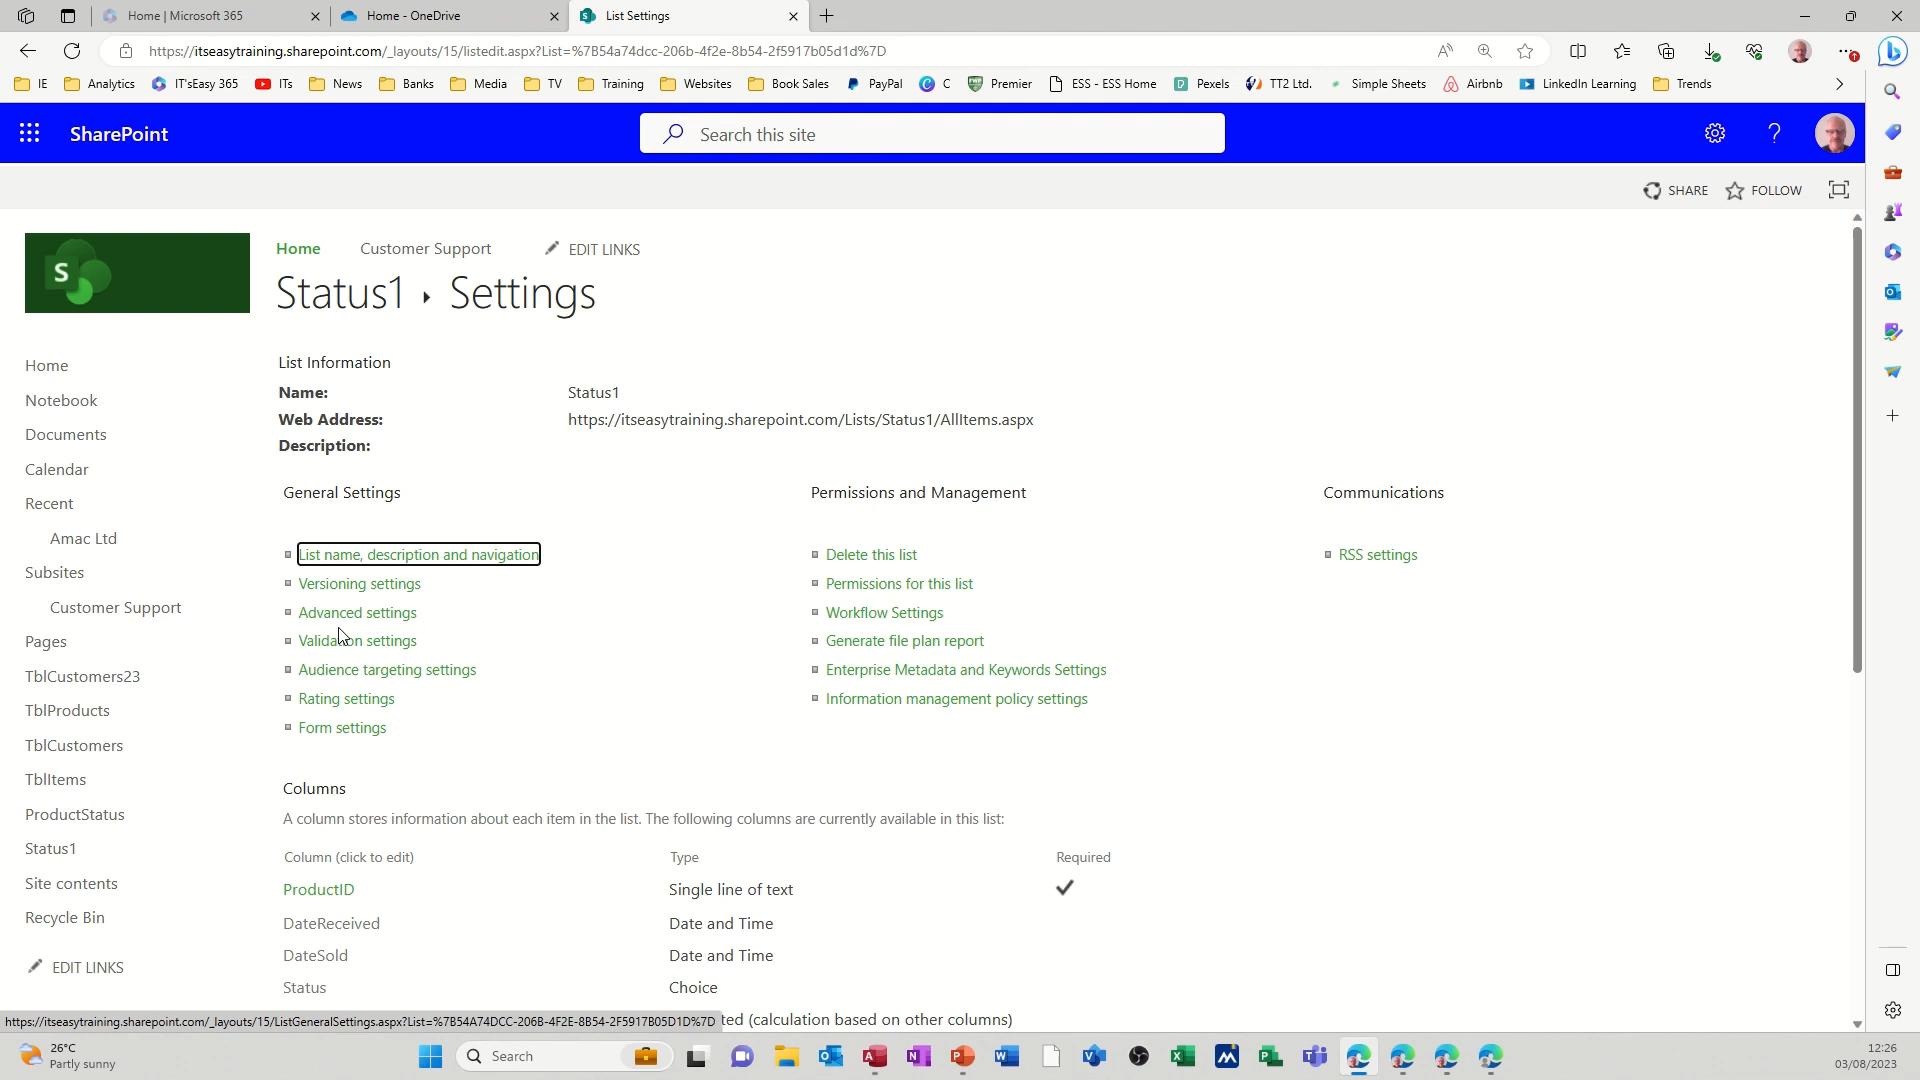 Home | Microsoft 365
Home - OneDrive
List Settings
https://itseasytraining.sharepoint.com/_layouts/15/listedit.aspx?List=%7B54a74dcc-206b-4f2e-8b54-2f5917b05d1d%7D
IE Analytics IT'sEasy 365 ITs News Banks Media TV Training Websites Book Sales PayPal C Premier ESS - ESS Home Pexels TT2 Ltd. Simple Sheets Airbnb LinkedIn Learning Trends
SharePoint
Search this site
SHARE FOLLOW
S
Home Customer Support EDIT LINKS
Status1 Settings
Home
Notebook
Documents
Calendar
Recent
Amac Ltd
Subsites
Customer Support
Pages
TblCustomers23
TblProducts
TblCustomers
TblItems
ProductStatus
Status1
Site contents
Recycle Bin
EDIT LINKS
List Information
Name: Status1
Web Address: https://itseasytraining.sharepoint.com/Lists/Status1/AllItems.aspx
Description:
General Settings
List name, description and navigation
Versioning settings
Advanced settings
Validation settings
Audience targeting settings
Rating settings
Form settings
Permissions and Management
Delete this list
Permissions for this list
Workflow Settings
Generate file plan report
Enterprise Metadata and Keywords Settings
Information management policy settings
Communications
RSS settings
Columns
A column stores information about each item in the list. The following columns are currently available in this list:
Column (click to edit) Type Required
ProductID Single line of text
DateReceived Date and Time
DateSold Date and Time
Status Choice
ted (calculation based on other columns)
https://itseasytraining.sharepoint.com/_layouts/15/ListGeneralSettings.aspx?List=%7B54A74DCC-206B-4F2E-8B54-2F5917B05D1D%7D
26°C
Partly sunny
Search
12:26
03/08/2023